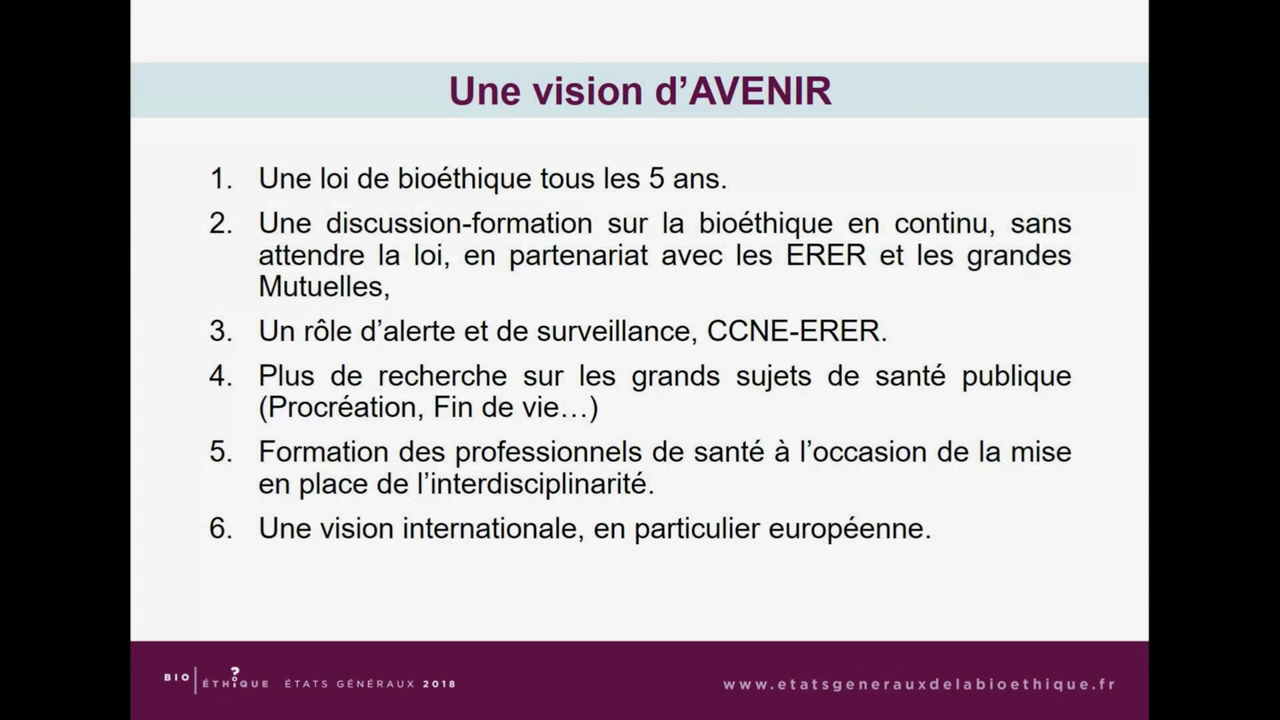 Une vision d’AVENIR
1. Une loi de bioéthique tous les 5 ans.
2. Une discussion-formation sur la bioéthique en continu, sans
attendre la loi, en partenariat avec les ERER et les grandes
Mutuelles,
3. Un rôle d’alerte et de surveillance, CCNE-ERER.
4. Plus de recherche sur les grands sujets de santé publique
(Procréation, Fin de vie…)
5. Formation des professionnels de santé à l’occasion de la mise
en place de l’interdisciplinarité.
6. Une vision internationale, en particulier européenne.
BIO ? ÉTHIQUE ÉTATS GÉNÉRAUX 2018
www.etatsgenerauxdelabioethique.fr